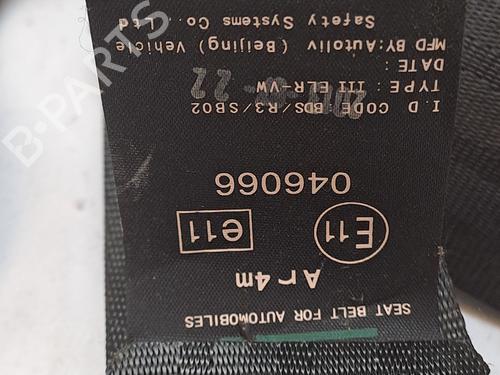 SEAT BELT FOR AUTOMOBILES
Ar4m
E11 e11
046066
I.D CODE:BDS/R3/SB02
TYPE: III ELR-VW
DATE: 22
MFD BY:Autoliv (Beijing) Vehicle
Safety Systems Co., Ltd
B-PARTS